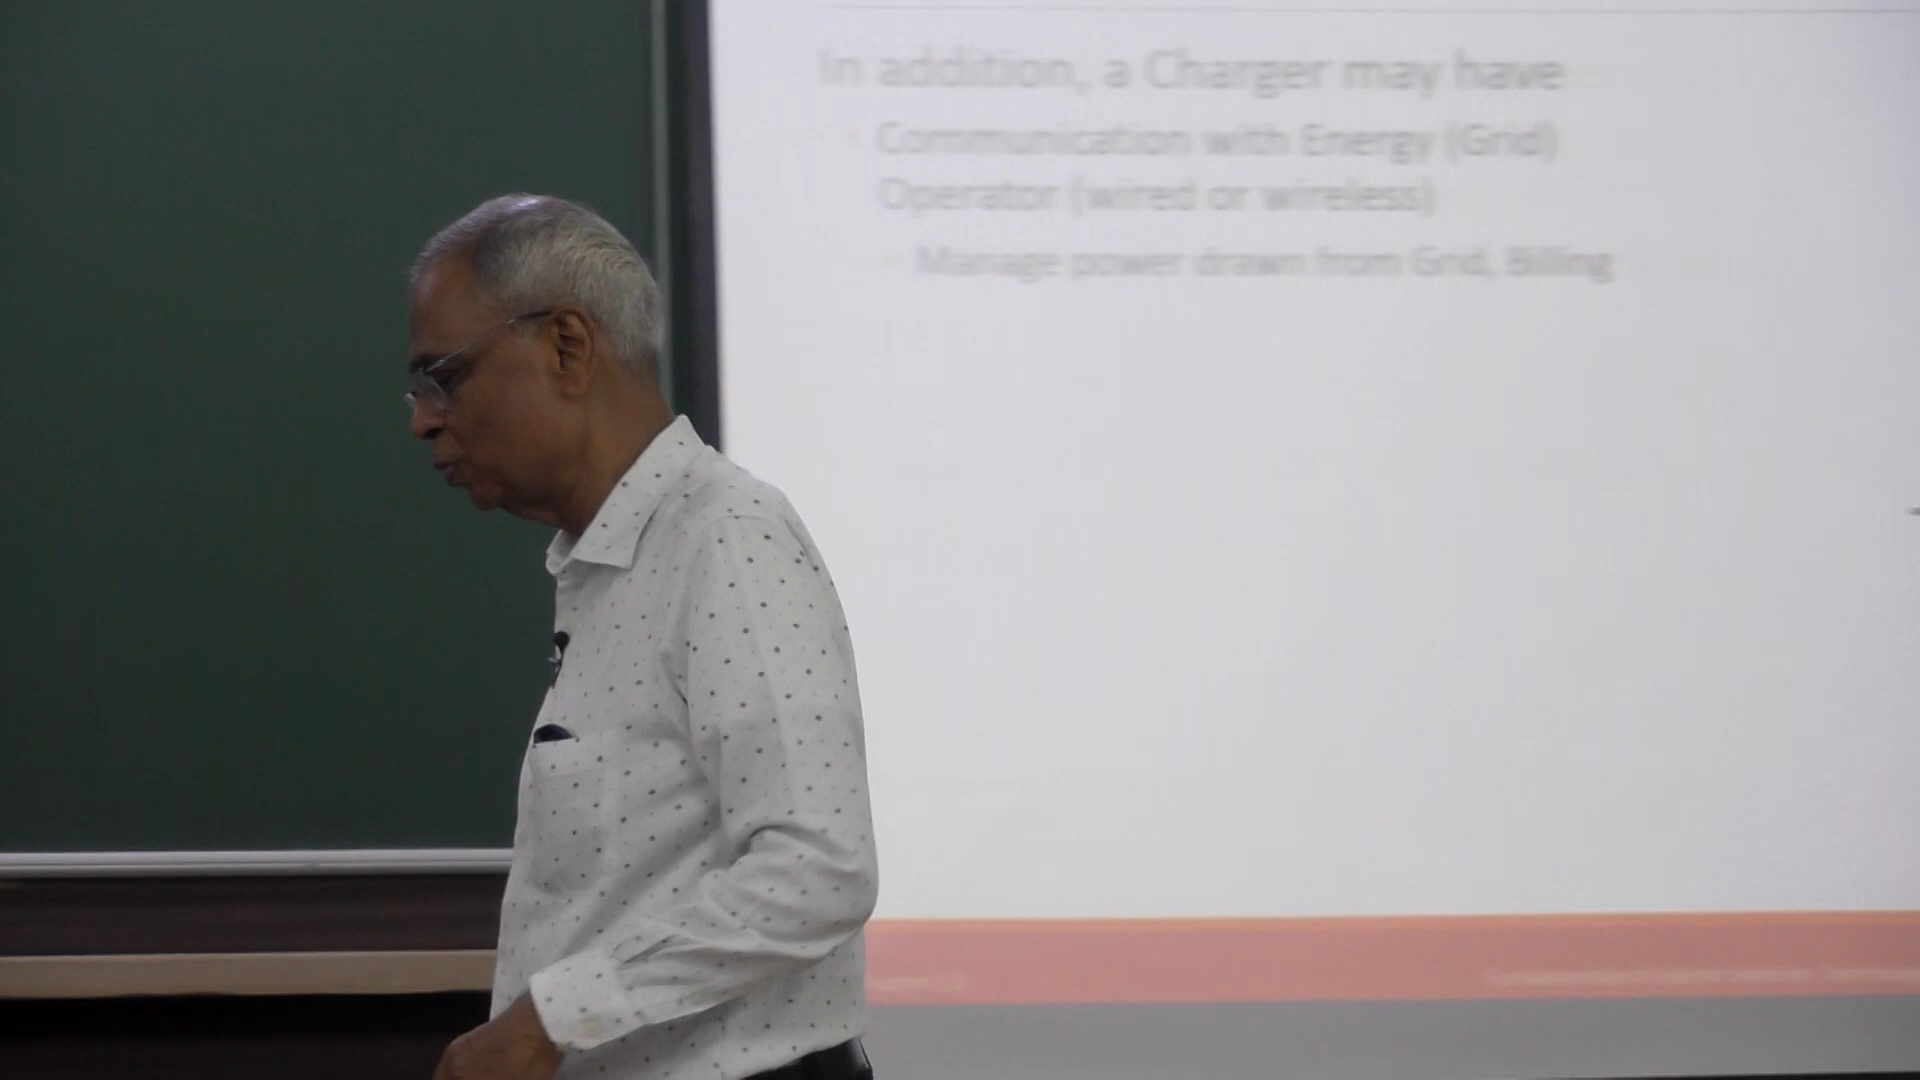 In addition, a Charger may have
Communication with Energy (Grid)
Operator (wired or wireless)
Manage power drawn from Grid, Billing